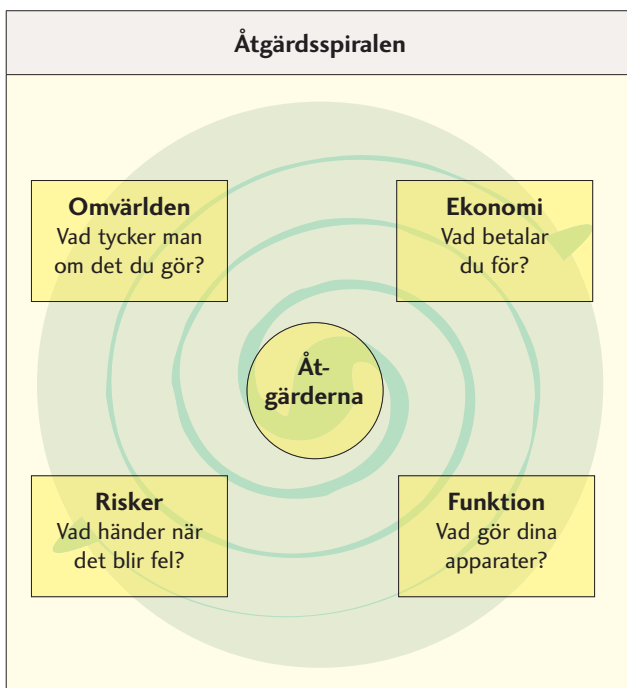 Åtgärdsspiralen
Omvärlden
Vad tycker man
om det du gör?
Ekonomi
Vad betalar
du för?
Åt-
gärderna
Risker
Vad händer när
det blir fel?
Funktion
Vad gör dina
apparater?